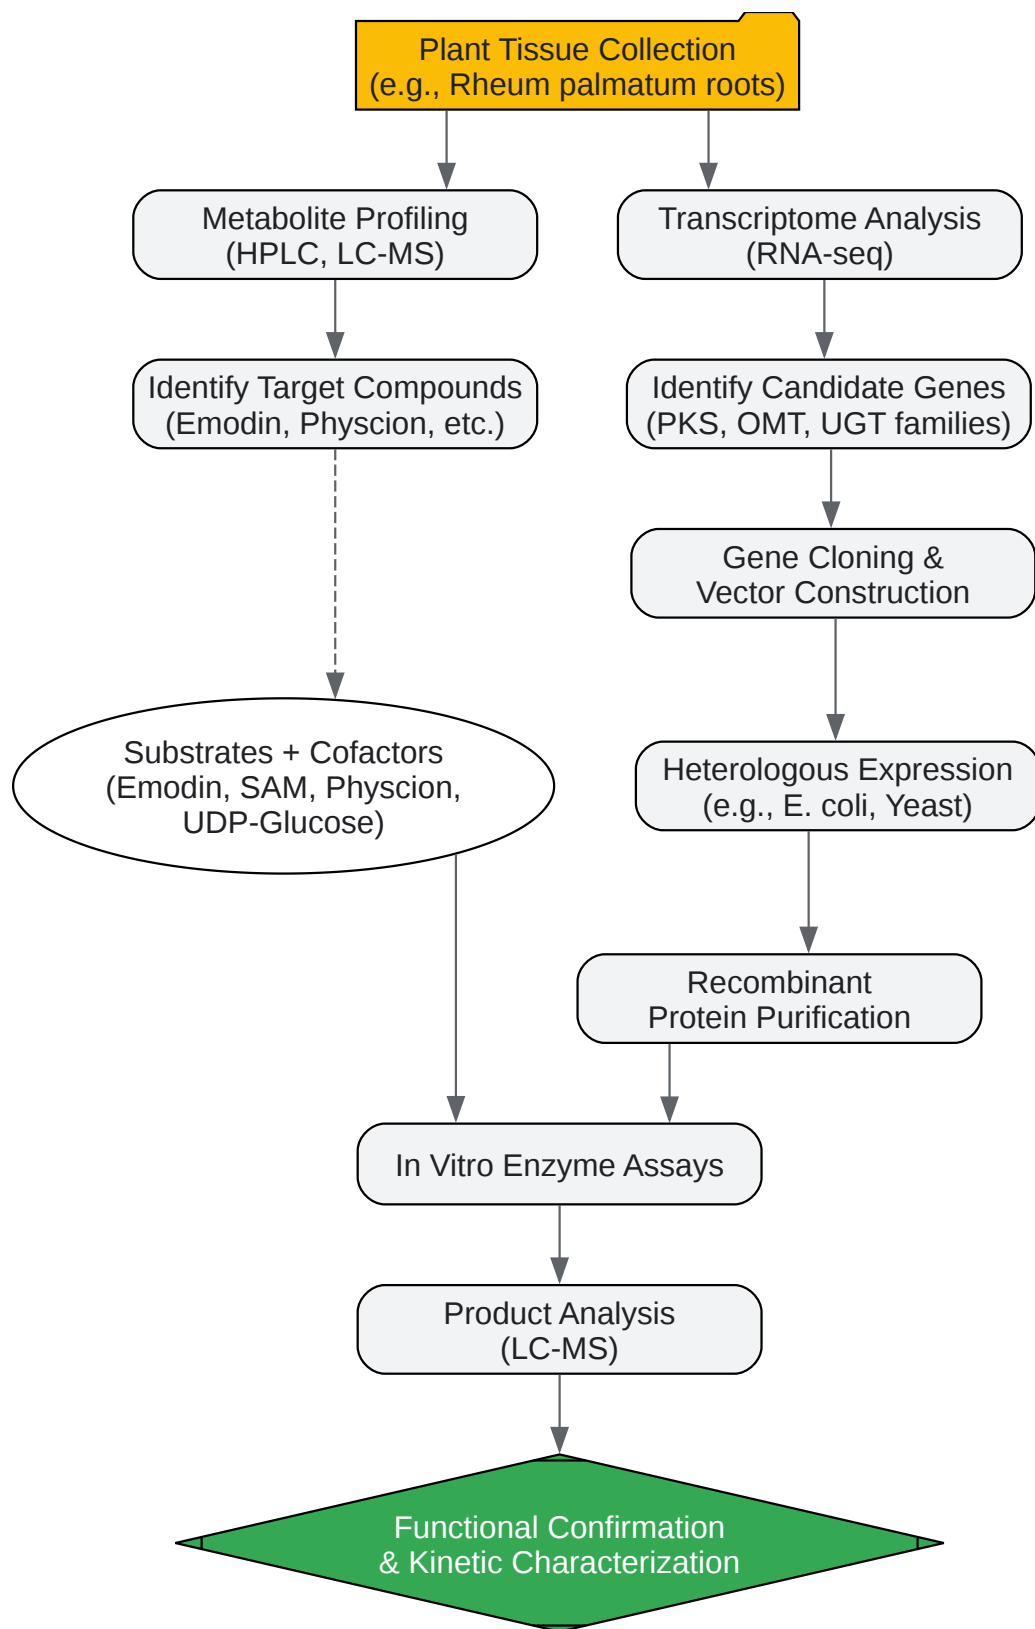 Plant Tissue Collection
(e.g., Rheum palmatum roots)
Metabolite Profiling
(HPLC, LC-MS)
Transcriptome Analysis
(RNA-seq)
Identify Target Compounds
(Emodin, Physcion, etc.)
Identify Candidate Genes
(PKS, OMT, UGT families)
Gene Cloning &
Vector Construction
Substrates + Cofactors
(Emodin, SAM, Physcion,
UDP-Glucose)
Heterologous Expression
(e.g., E. coli, Yeast)
Recombinant
Protein Purification
In Vitro Enzyme Assays
Product Analysis
(LC-MS)
Functional Confirmation
& Kinetic Characterization